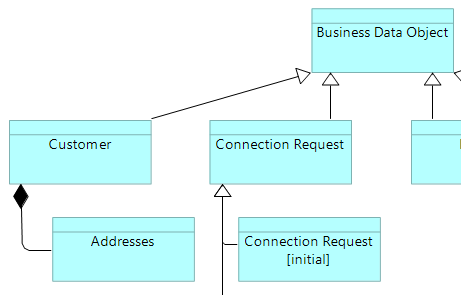 Business Data Object
Customer
Connection Request
Addresses
Connection Request
[initial]